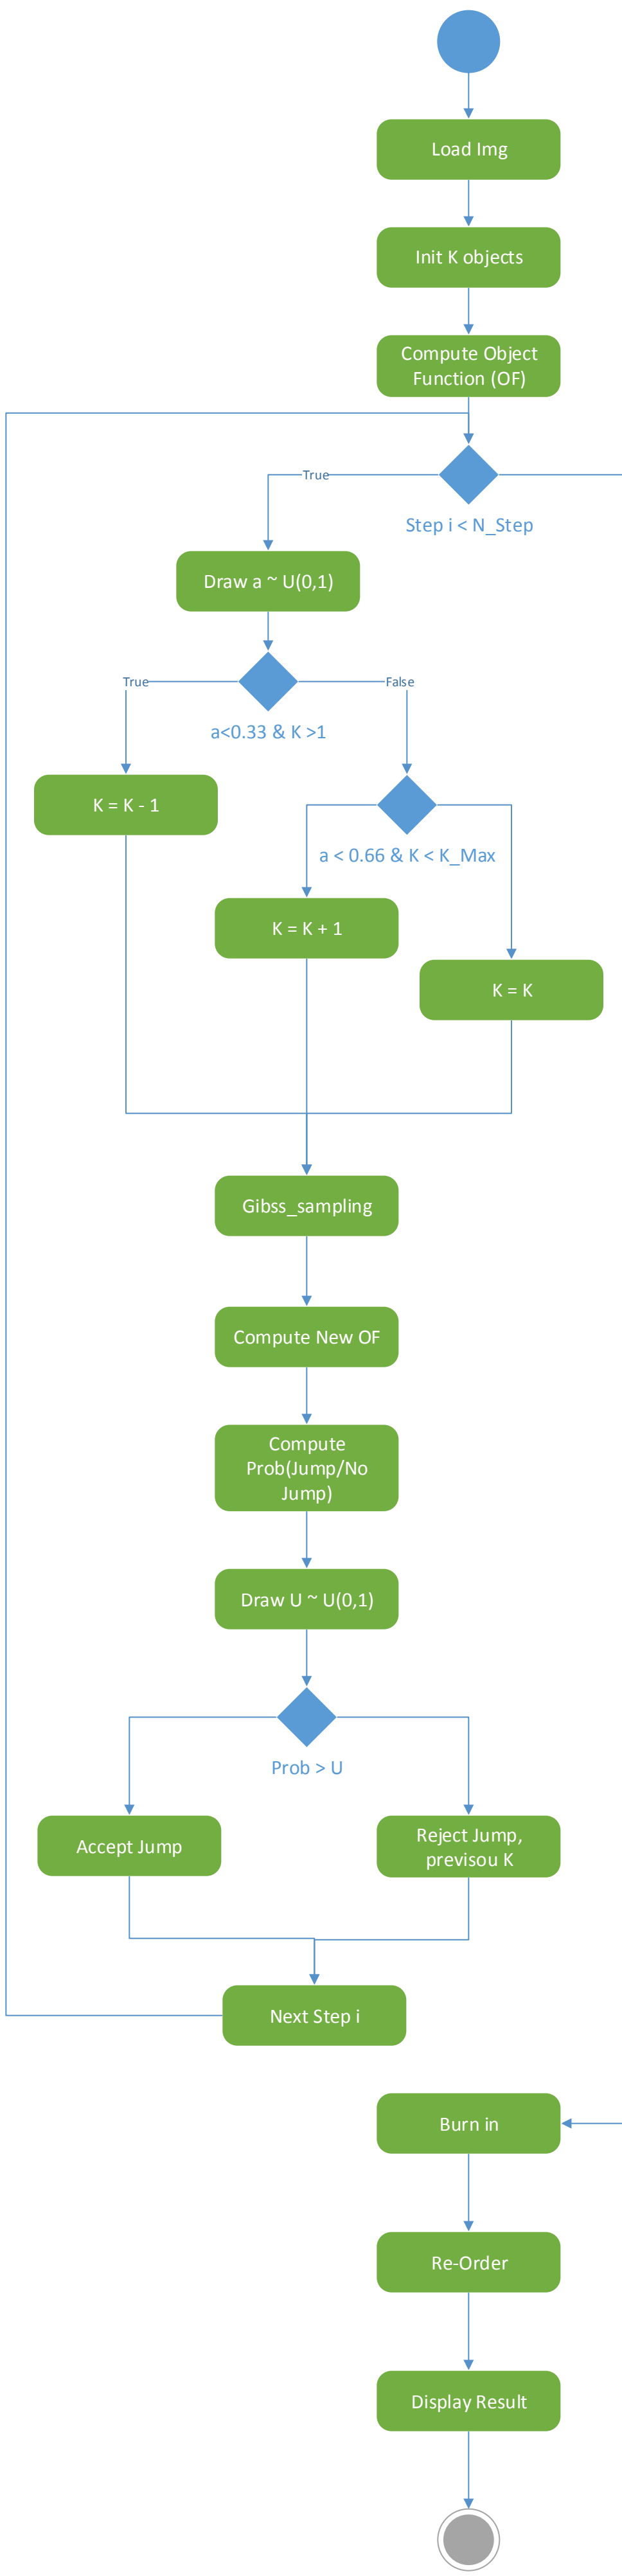 Load Img
Init K objects
Compute Object
Function (OF)
True
Step i < N_Step
Draw a ~ U(0,1)
True
False
a<0.33 & K >1
K = K - 1
a < 0.66 & K < K_Max
K = K + 1
K = K
Gibss_sampling
Compute New OF
Compute
Prob(Jump/No
Jump)
Draw U ~ U(0,1)
Prob > U
Accept Jump
Reject Jump,
previsou K
Next Step i
Burn in
Re-Order
Display Result